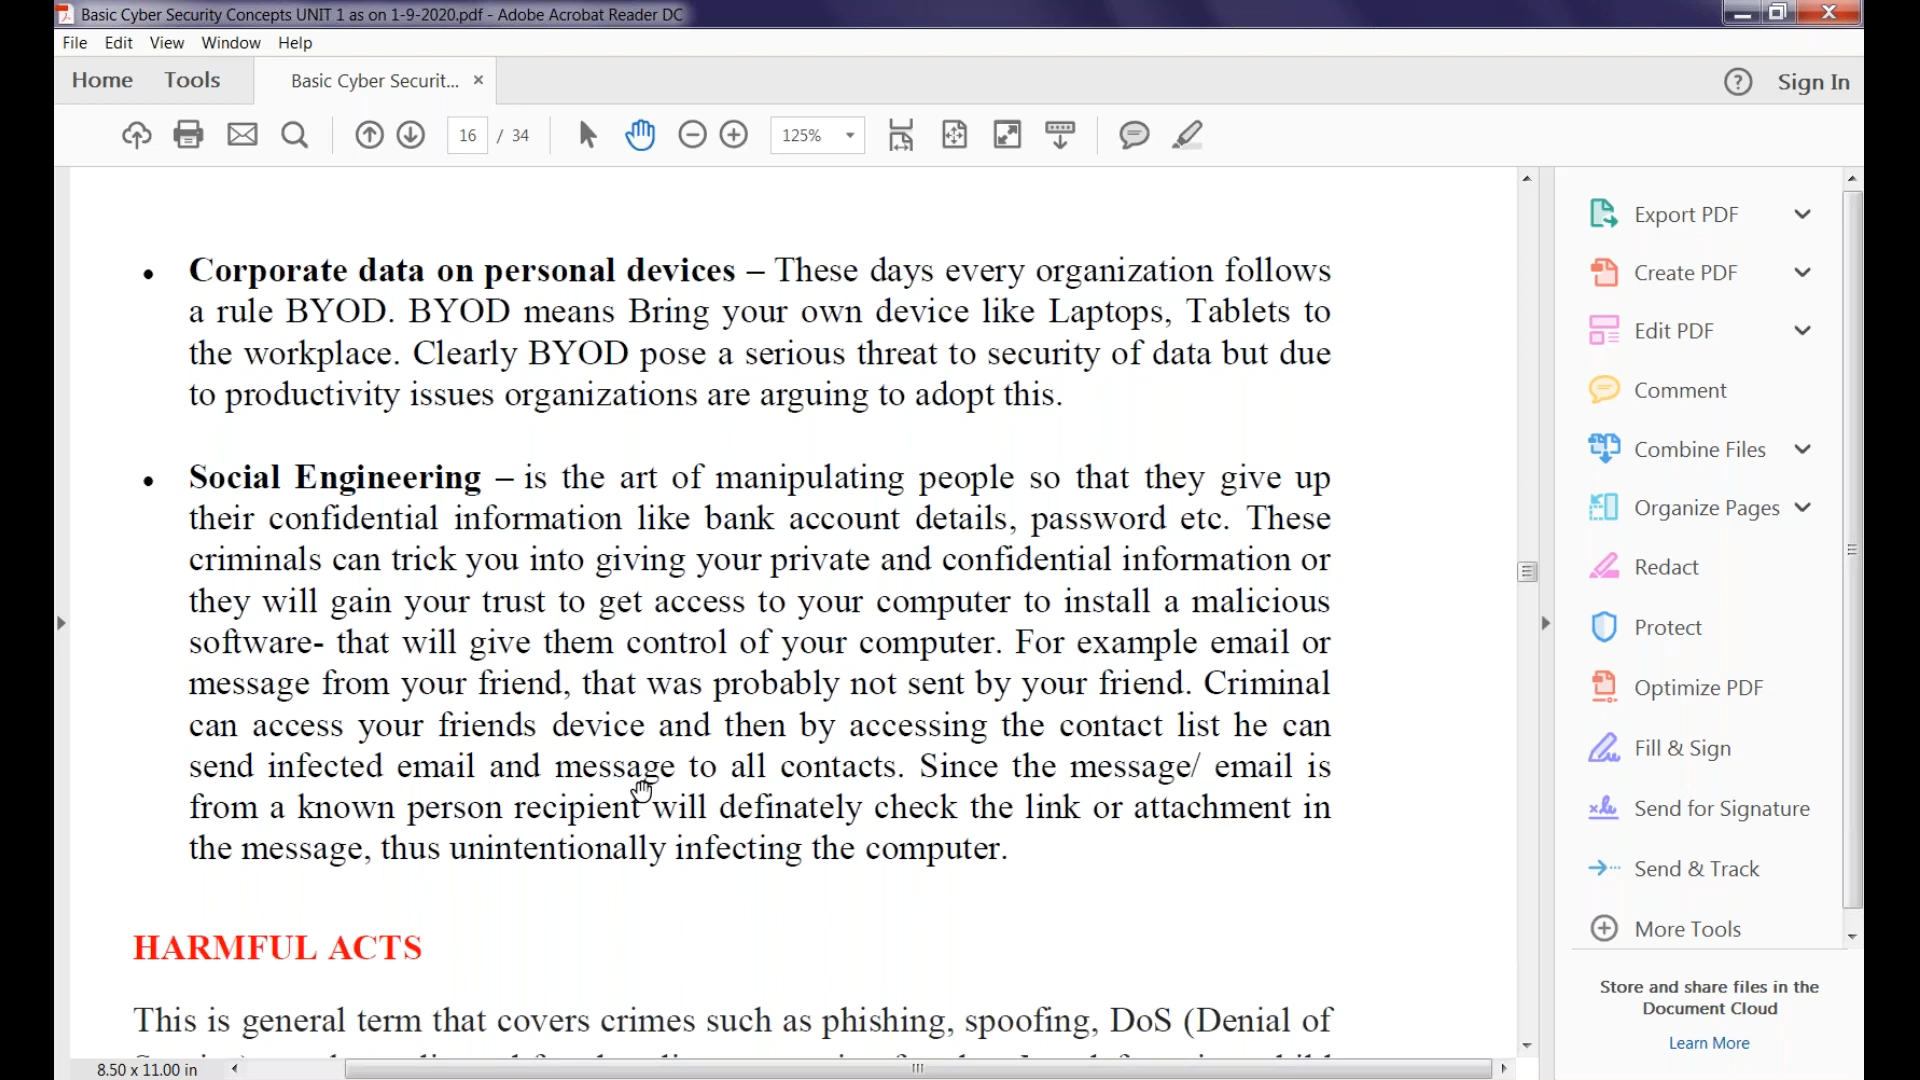 Basic Cyber Security Concepts UNIT 1 as on 1-9-2020.pdf - Adobe Acrobat Reader DC
File Edit View Window Help
Home Tools Basic Cyber Securit... Sign In
16 / 34 125%
• Corporate data on personal devices – These days every organization follows
a rule BYOD. BYOD means Bring your own device like Laptops, Tablets to
the workplace. Clearly BYOD pose a serious threat to security of data but due
to productivity issues organizations are arguing to adopt this.
• Social Engineering – is the art of manipulating people so that they give up
their confidential information like bank account details, password etc. These
criminals can trick you into giving your private and confidential information or
they will gain your trust to get access to your computer to install a malicious
software- that will give them control of your computer. For example email or
message from your friend, that was probably not sent by your friend. Criminal
can access your friends device and then by accessing the contact list he can
send infected email and message to all contacts. Since the message/ email is
from a known person recipient will definately check the link or attachment in
the message, thus unintentionally infecting the computer.
HARMFUL ACTS
This is general term that covers crimes such as phishing, spoofing, DoS (Denial of
8.50 x 11.00 in
Export PDF
Create PDF
Edit PDF
Comment
Combine Files
Organize Pages
Redact
Protect
Optimize PDF
Fill & Sign
Send for Signature
Send & Track
More Tools
Store and share files in the
Document Cloud
Learn More